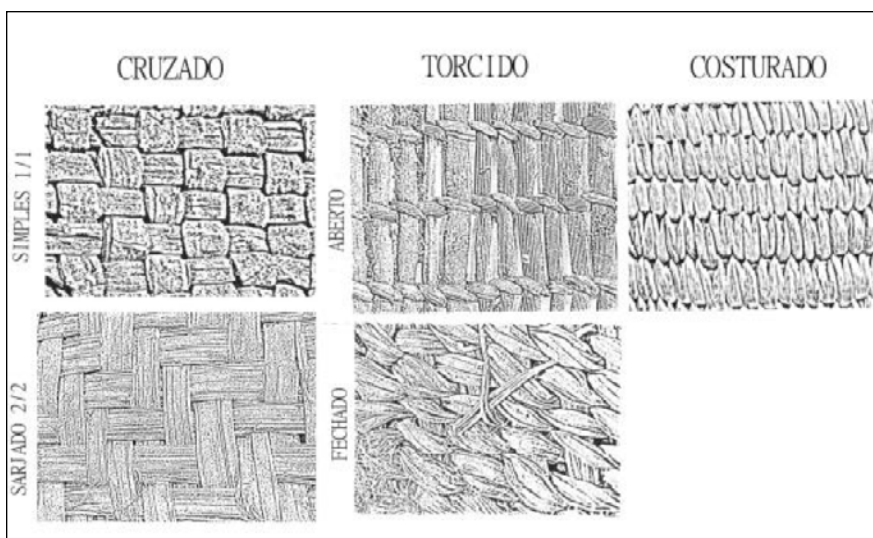 CRUZADO
TORCIDO
COSTURADO
SIMPLES 1/1
ABERTO
SARJADO 2/2
FECHADO